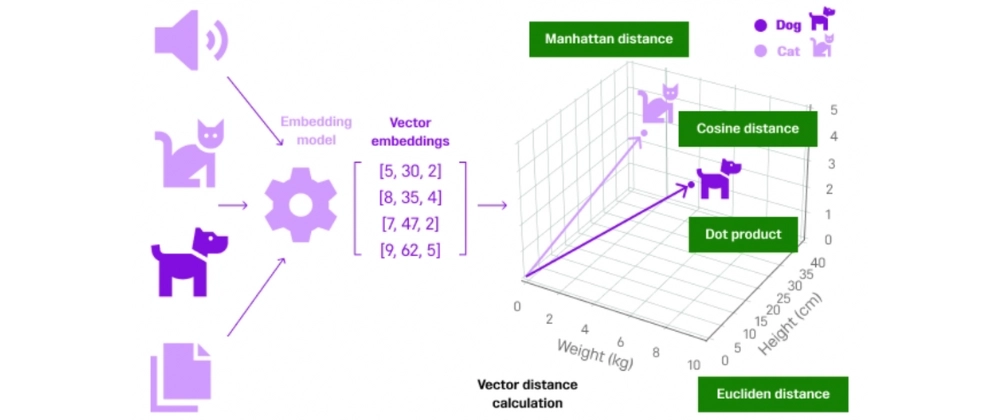 Manhattan distance
Dog
Cat
Embedding
model
Vector
embeddings
[5, 30, 2]
[8, 35, 4]
[7, 47, 2]
[9, 62, 5]
Cosine distance
Dot product
5
4
3
2
1
0
40
35
30
25
20
15
10
5
0
Height (cm)
0
2
4
6
8
10
Weight (kg)
Vector distance
calculation
Eucliden distance